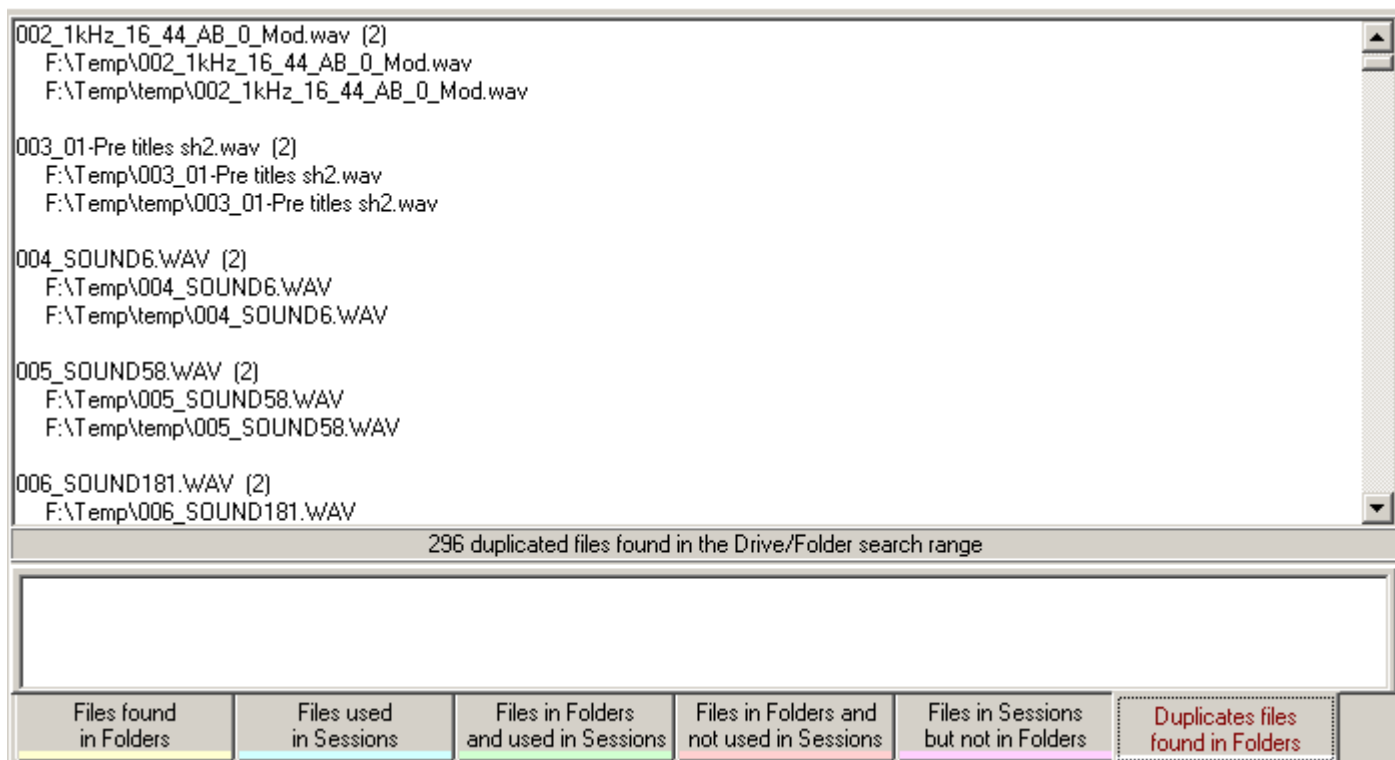 002_1kHz_16_44_AB_0_Mod.wav (2)
F:\Temp\002_1kHz_16_44_AB_0_Mod.wav
F:\Temp\temp\002_1kHz_16_44_AB_0_Mod.wav
003_01-Pre titles sh2.wav (2)
F:\Temp\003_01-Pre titles sh2.wav
F:\Temp\temp\003_01-Pre titles sh2.wav
004_SOUND6.WAV (2)
F:\Temp\004_SOUND6.WAV
F:\Temp\temp\004_SOUND6.WAV
005_SOUND58.WAV (2)
F:\Temp\005_SOUND58.WAV
F:\Temp\temp\005_SOUND58.WAV
006_SOUND181.WAV (2)
F:\Temp\006_SOUND181.WAV
296 duplicated files found in the Drive/Folder search range
Files found
in Folders
Files used
in Sessions
Files in Folders
and used in Sessions
Files in Folders and
not used in Sessions
Files in Sessions
but not in Folders
Duplicates files
found in Folders